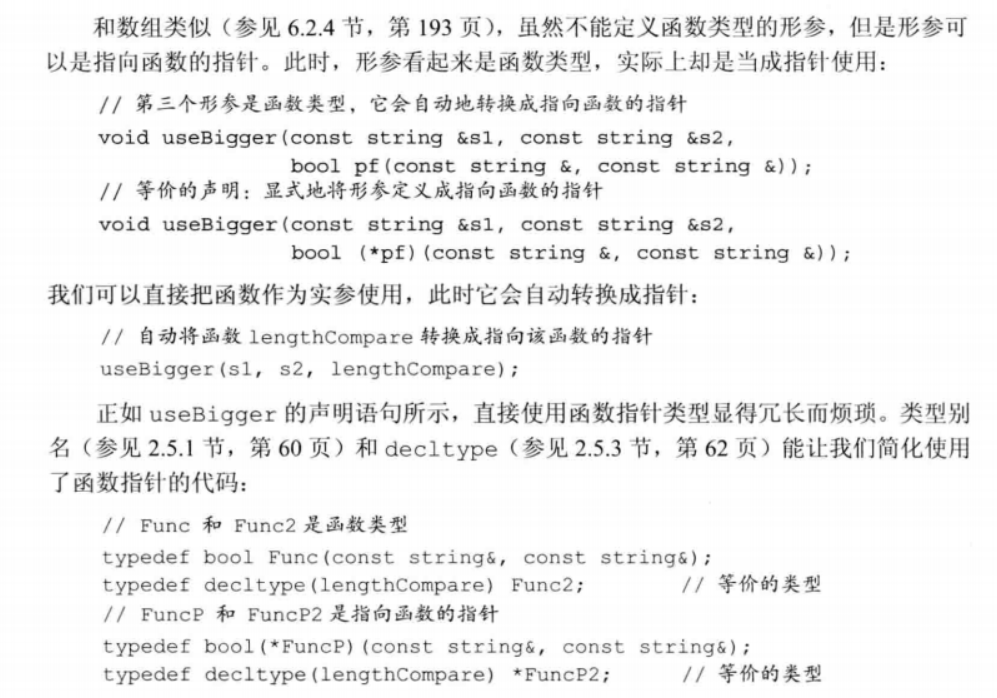 和数组类似（参见 6.2.4 节，第 193 页），虽然不能定义函数类型的形参，但是形参可
以是指向函数的指针。此时，形参看起来是函数类型，实际上却是当成指针使用：
// 第三个形参是函数类型，它会自动地转换成指向函数的指针
void useBigger(const string &s1, const string &s2,
bool pf(const string &, const string &));
// 等价的声明：显式地将形参定义成指向函数的指针
void useBigger(const string &s1, const string &s2,
bool (*pf)(const string &, const string &));
我们可以直接把函数作为实参使用，此时它会自动转换成指针：
// 自动将函数 lengthCompare 转换成指向该函数的指针
useBigger(s1, s2, lengthCompare);
正如 useBigger 的声明语句所示，直接使用函数指针类型显得冗长而烦琐。类型别
名（参见 2.5.1 节，第 60 页）和 decltype（参见 2.5.3 节，第 62 页）能让我们简化使用
了函数指针的代码：
// Func 和 Func2 是函数类型
typedef bool Func(const string&, const string&);
typedef decltype(lengthCompare) Func2; // 等价的类型
// FuncP 和 FuncP2 是指向函数的指针
typedef bool(*FuncP)(const string&, const string&);
typedef decltype(lengthCompare) *FuncP2; // 等价的类型